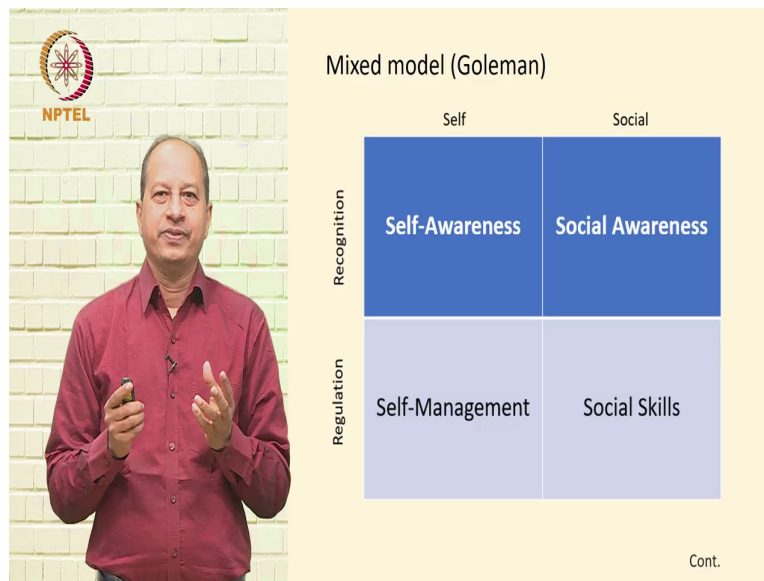 NPTEL
Mixed model (Goleman)
Self Social
Recognition
Self-Awareness Social Awareness
Regulation
Self-Management Social Skills
Cont.